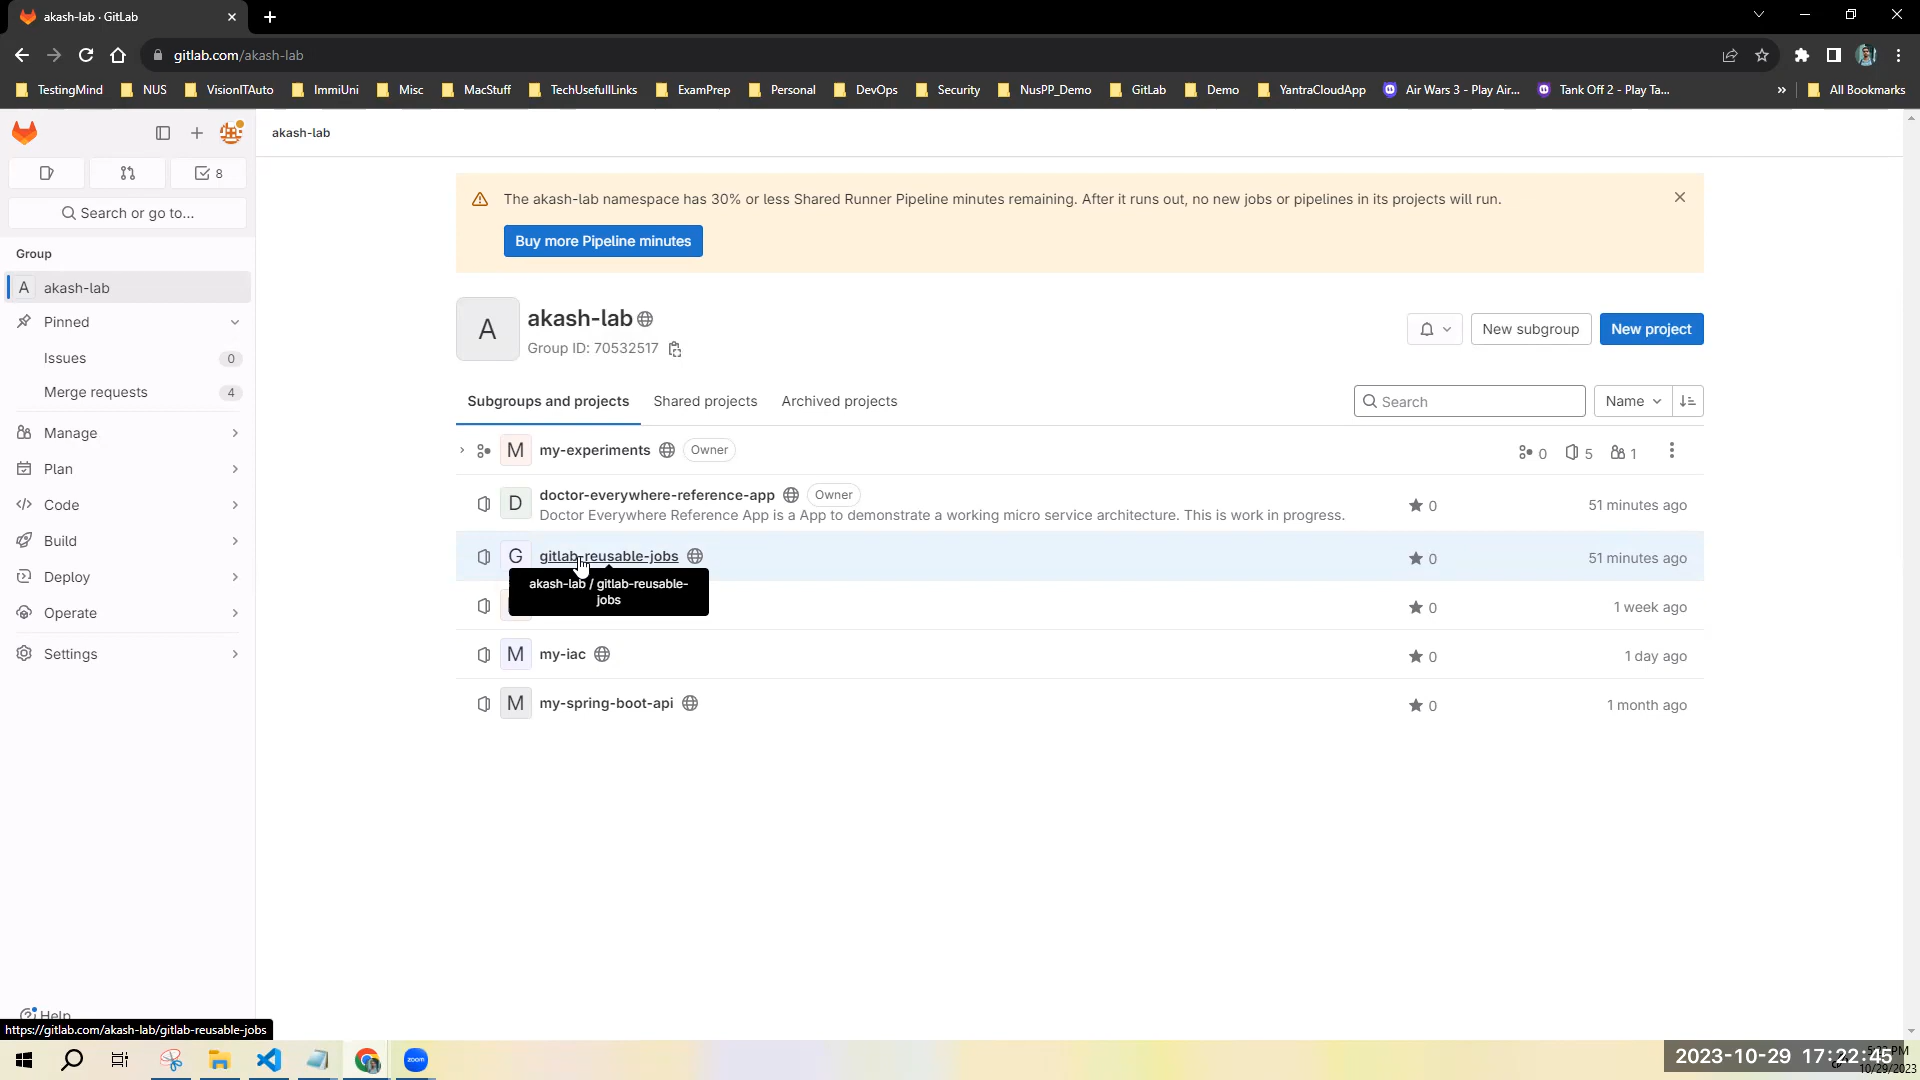 akash-lab · GitLab
gitlab.com/akash-lab
TestingMind NUS VisionITAuto ImmiUni Misc MacStuff TechUsefullLinks ExamPrep Personal DevOps Security NusPP_Demo GitLab Demo YantraCloudApp Air Wars 3 - Play Air... Tank Off 2 - Play Ta... » All Bookmarks
akash-lab
8
Search or go to...
Group
A akash-lab
Pinned
Issues 0
Merge requests 4
Manage
Plan
Code
Build
Deploy
Operate
Settings
Help
The akash-lab namespace has 30% or less Shared Runner Pipeline minutes remaining. After it runs out, no new jobs or pipelines in its projects will run.
Buy more Pipeline minutes
A
akash-lab
Group ID: 70532517
New subgroup
New project
Subgroups and projects Shared projects Archived projects
Search
Name
M my-experiments Owner 0 5 1
D doctor-everywhere-reference-app Owner
Doctor Everywhere Reference App is a App to demonstrate a working micro service architecture. This is work in progress.
0 51 minutes ago
G gitlab-reusable-jobs 0 51 minutes ago
akash-lab / gitlab-reusable-
jobs
0 1 week ago
M my-iac 0 1 day ago
M my-spring-boot-api 0 1 month ago
https://gitlab.com/akash-lab/gitlab-reusable-jobs
zoom
2023-10-29 17:22:45
10/29/2023